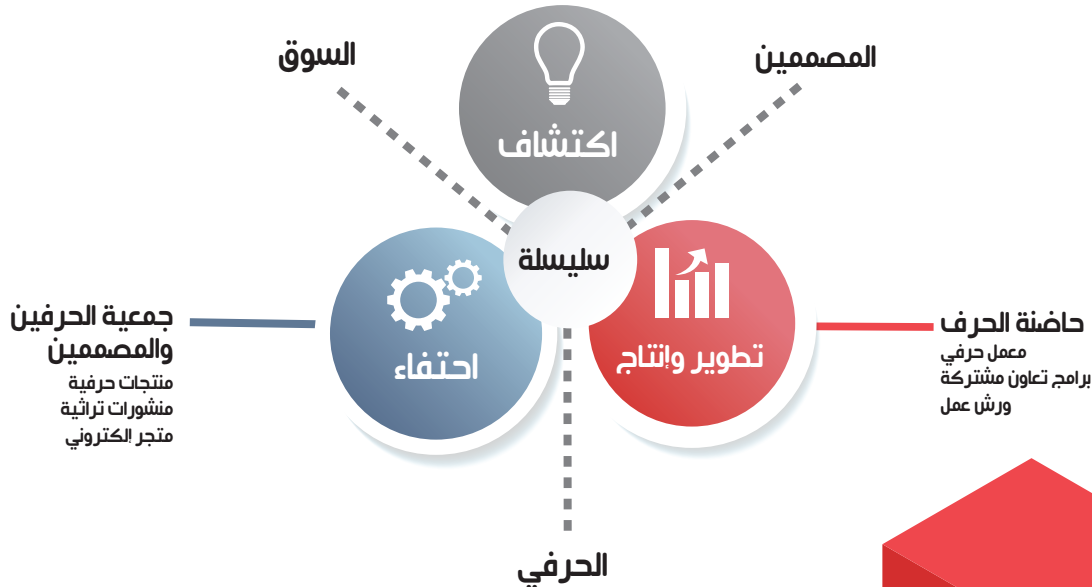 المصممين
السوق
اكتشاف
سليسلة
تطوير وإنتاج
احتفاء
حاضنة الحرف
معمل حرفي
برامج تعاون مشتركة
ورش عمل
جمعية الحرفين
والمصممين
منتجات حرفية
منشورات تراثية
متجر إلكتروني
الحرفي